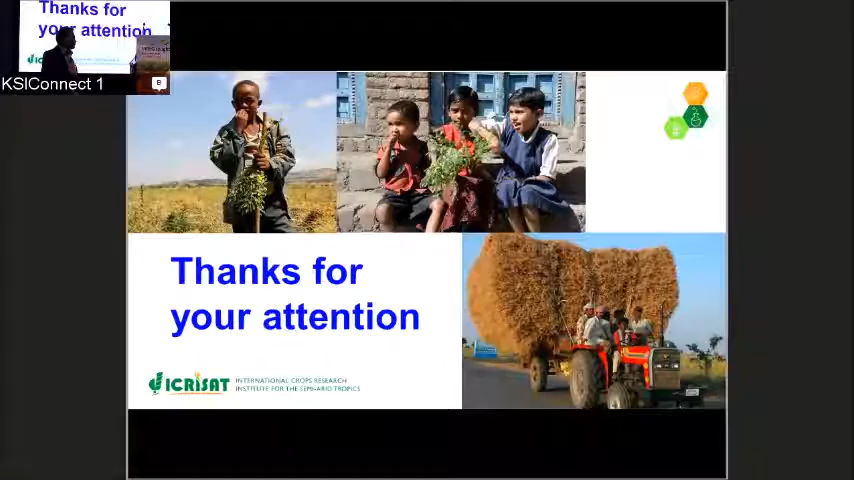 Thanks for
your attention
KSIConnect 1
B
Thanks for
your attention
ICRISAT
INTERNATIONAL CROPS RESEARCH
INSTITUTE FOR THE SEMI-ARID TROPICS